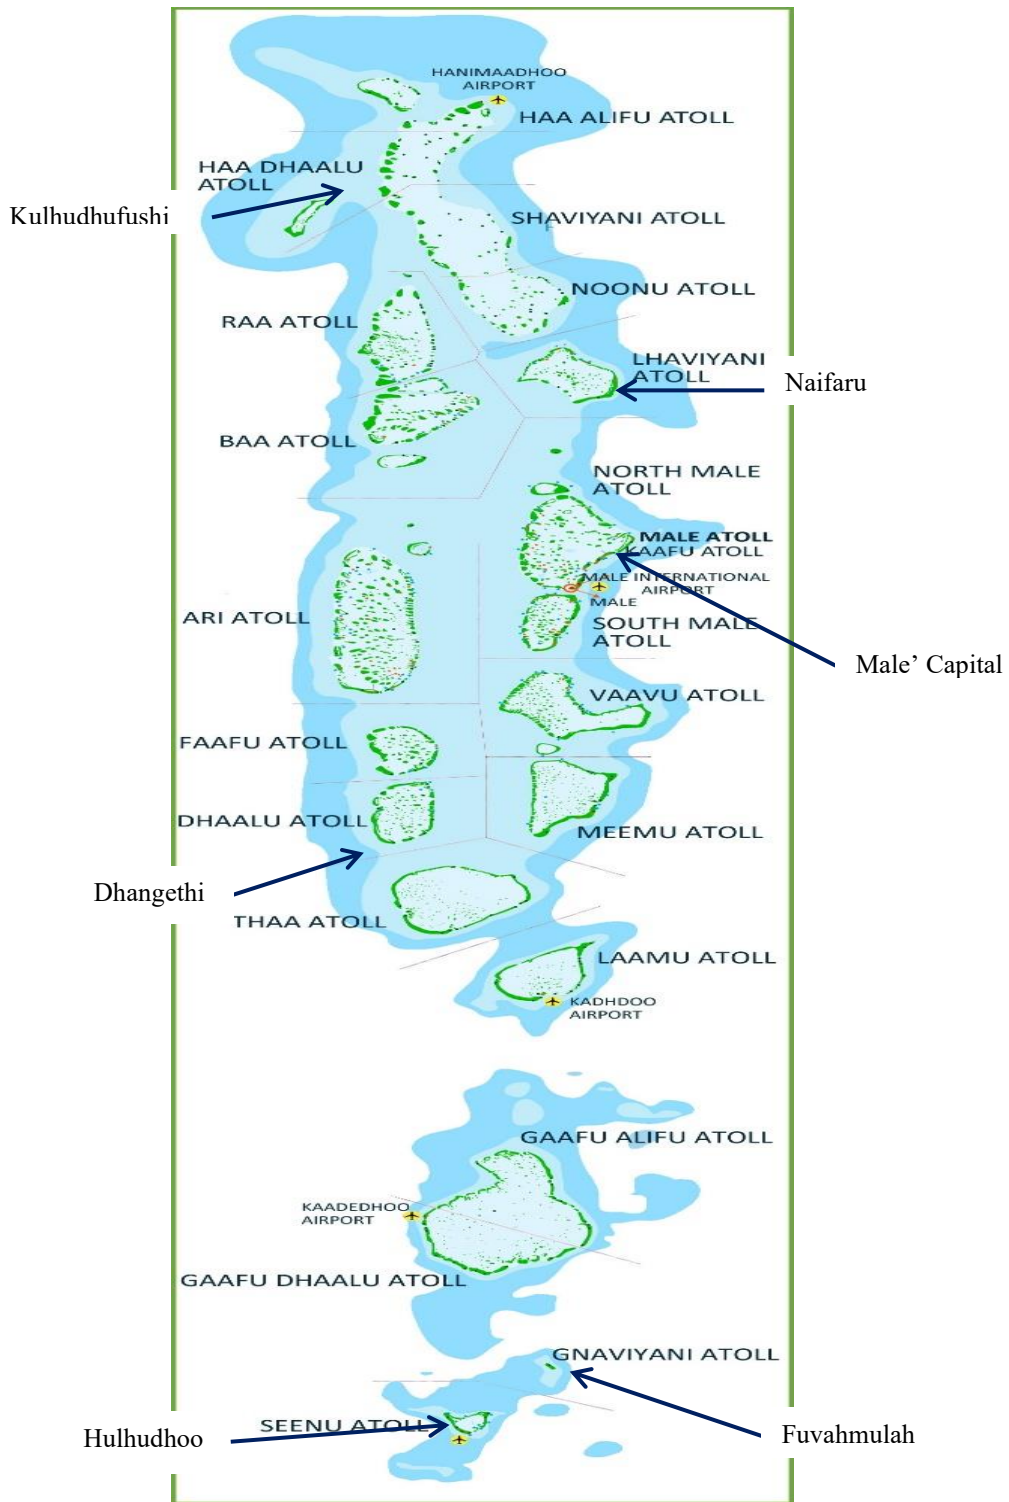 HANIMAADHOO
AIRPORT
HAA ALIFU ATOLL
HAA DHAALU
ATOLL
Kulhudhufushi
SHAVIYANI ATOLL
NOONU ATOLL
RAA ATOLL
LHAVIYANI
ATOLL
Naifaru
BAA ATOLL
NORTH MALE
ATOLL
MALE ATOLL
KAAFU ATOLL
MALE INTERNATIONAL
AIRPORT
MALE
ARI ATOLL
SOUTH MALE
ATOLL
Male’ Capital
VAAVU ATOLL
FAAFU ATOLL
DHAALU ATOLL
MEEMU ATOLL
Dhangethi
THAA ATOLL
LAAMU ATOLL
KADHDOO
AIRPORT
GAAFU ALIFU ATOLL
KAADEDHOO
AIRPORT
GAAFU DHAALU ATOLL
GNAVIYANI ATOLL
SEENU ATOLL
Hulhudhoo
Fuvahmulah